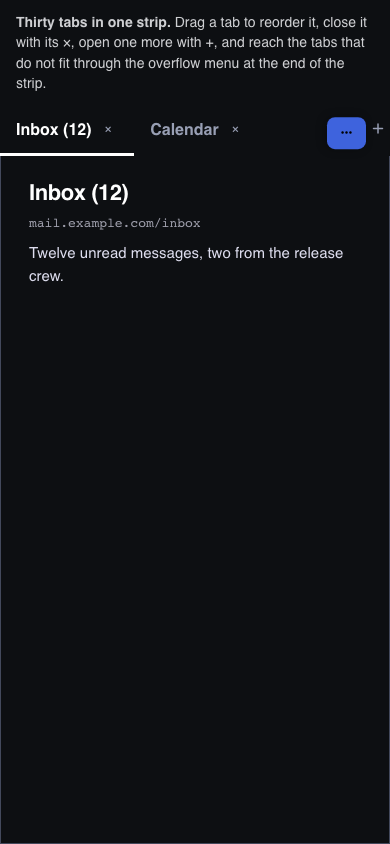 Thirty tabs in one strip. Drag a tab to reorder it, close it
with its ×, open one more with +, and reach the tabs that
do not fit through the overflow menu at the end of the
strip.
Inbox (12) × Calendar × ••• +
Inbox (12)
mail.example.com/inbox
Twelve unread messages, two from the release
crew.